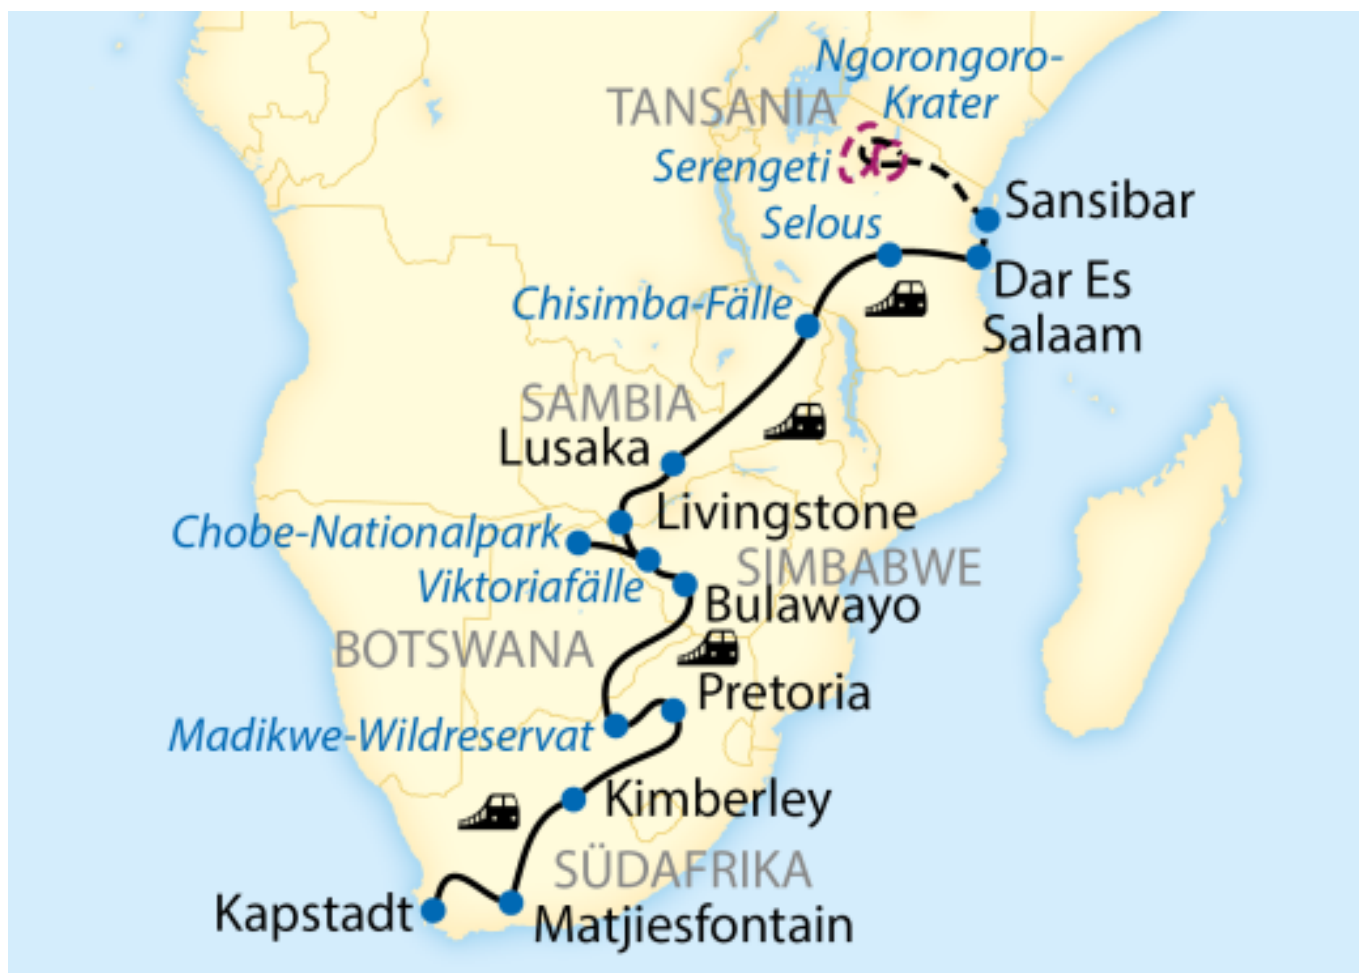 Ngorongoro-
Krater
TANSANIA
Serengeti
Sansibar
Selous
Dar Es
Salaam
Chisimba-Fälle
SAMBIA
Lusaka
Livingstone
Chobe-Nationalpark
SIMBABWE
Viktoriafälle
Bulawayo
BOTSWANA
Pretoria
Madikwe-Wildreservat
Kimberley
SÜDAFRIKA
Kapstadt
Matjiesfontain